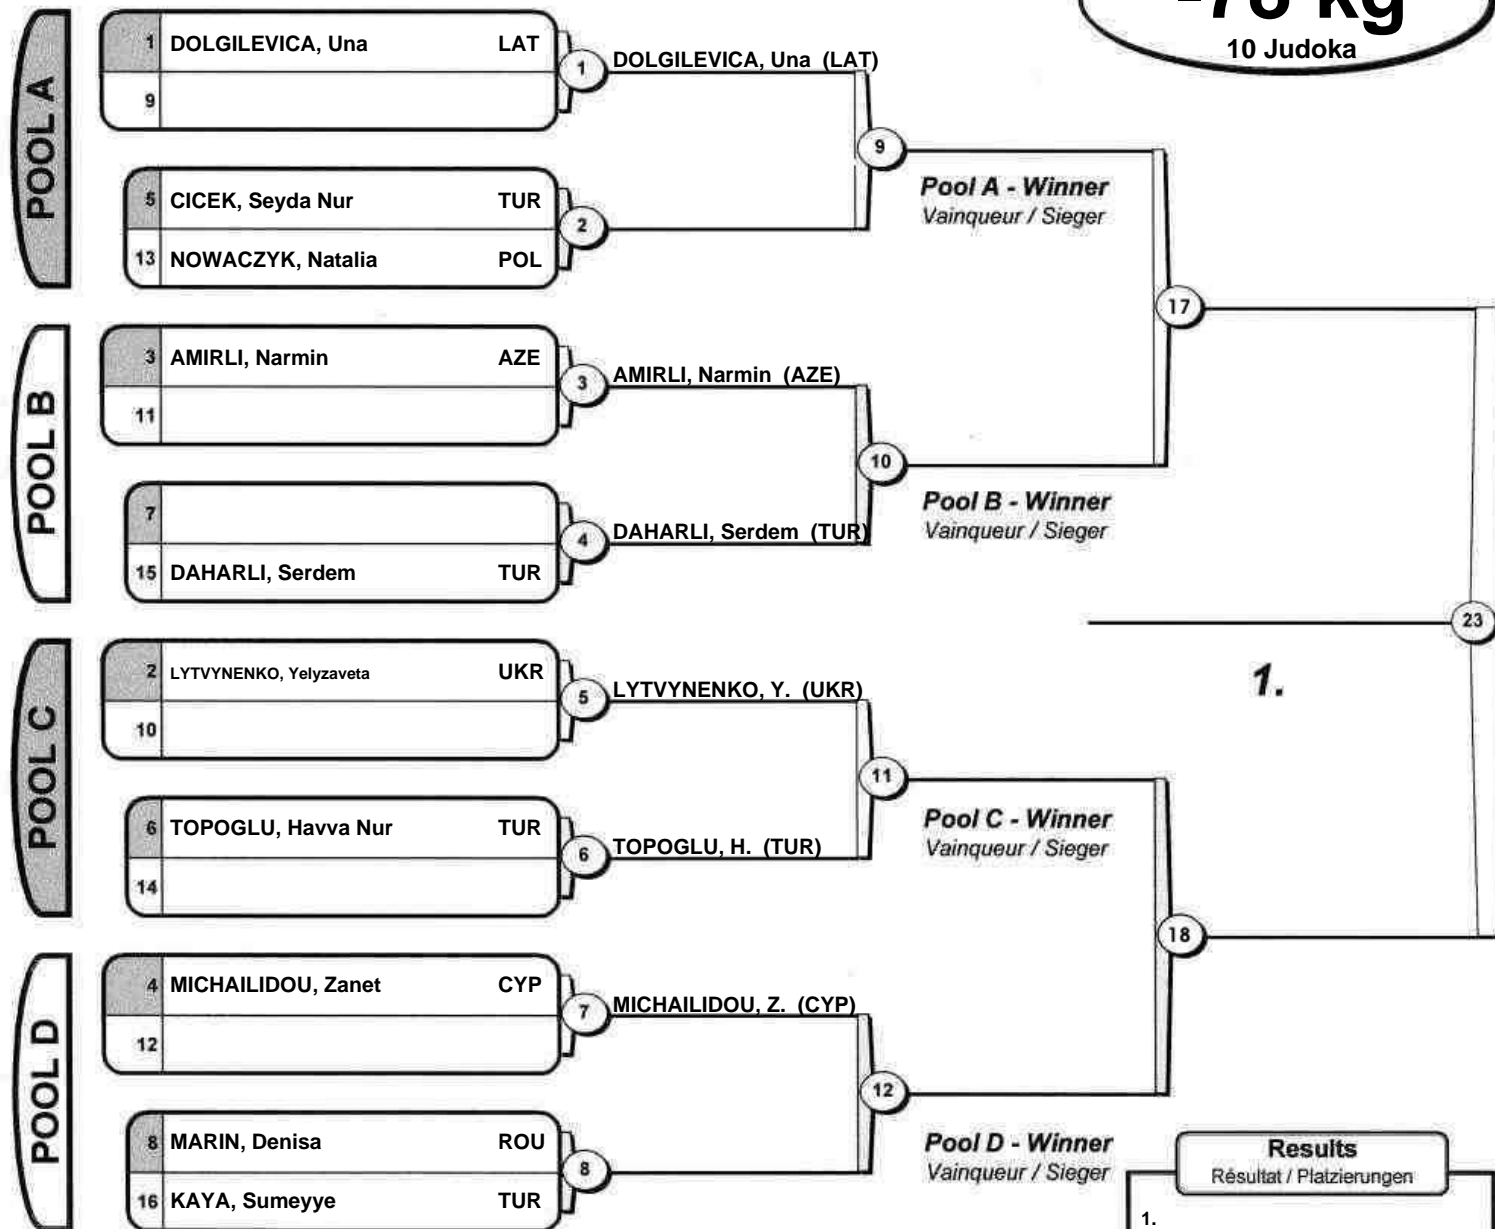 -78 kg
10 Judoka
POOL A
1 DOLGILEVICA, Una LAT
9
1 DOLGILEVICA, Una (LAT)
5 CICEK, Seyda Nur TUR
13 NOWACZYK, Natalia POL
2
9
Pool A - Winner
Vainqueur / Sieger
POOL B
3 AMIRLI, Narmin AZE
11
3 AMIRLI, Narmin (AZE)
7
15 DAHARLI, Serdem TUR
4 DAHARLI, Serdem (TUR)
10
Pool B - Winner
Vainqueur / Sieger
17
POOL C
2 LYTVYNENKO, Yelyzaveta UKR
10
5 LYTVYNENKO, Y. (UKR)
6 TOPOGLU, Havva Nur TUR
14
6 TOPOGLU, H. (TUR)
11
Pool C - Winner
Vainqueur / Sieger
POOL D
4 MICHAILIDOU, Zanet CYP
12
7 MICHAILIDOU, Z. (CYP)
8 MARIN, Denisa ROU
16 KAYA, Sumeyye TUR
8
12
Pool D - Winner
Vainqueur / Sieger
18
23
1.
Results
Résultat / Platzierungen
1.